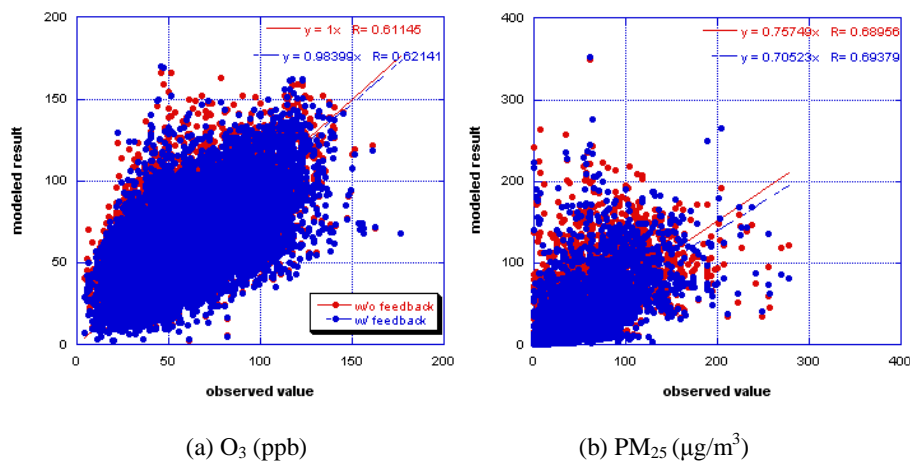 y = 1x R= 0.61145
y = 0.98399x R= 0.62141
200
150
100
50
0
modeled result
w/o feedback
w/ feedback
0 50 100 150 200
observed value
(a) O₃ (ppb)
y = 0.75749x R= 0.68956
y = 0.70523x R= 0.69379
400
300
200
100
0
modeled result
0 100 200 300 400
observed value
(b) PM₂₅ (μg/m³)